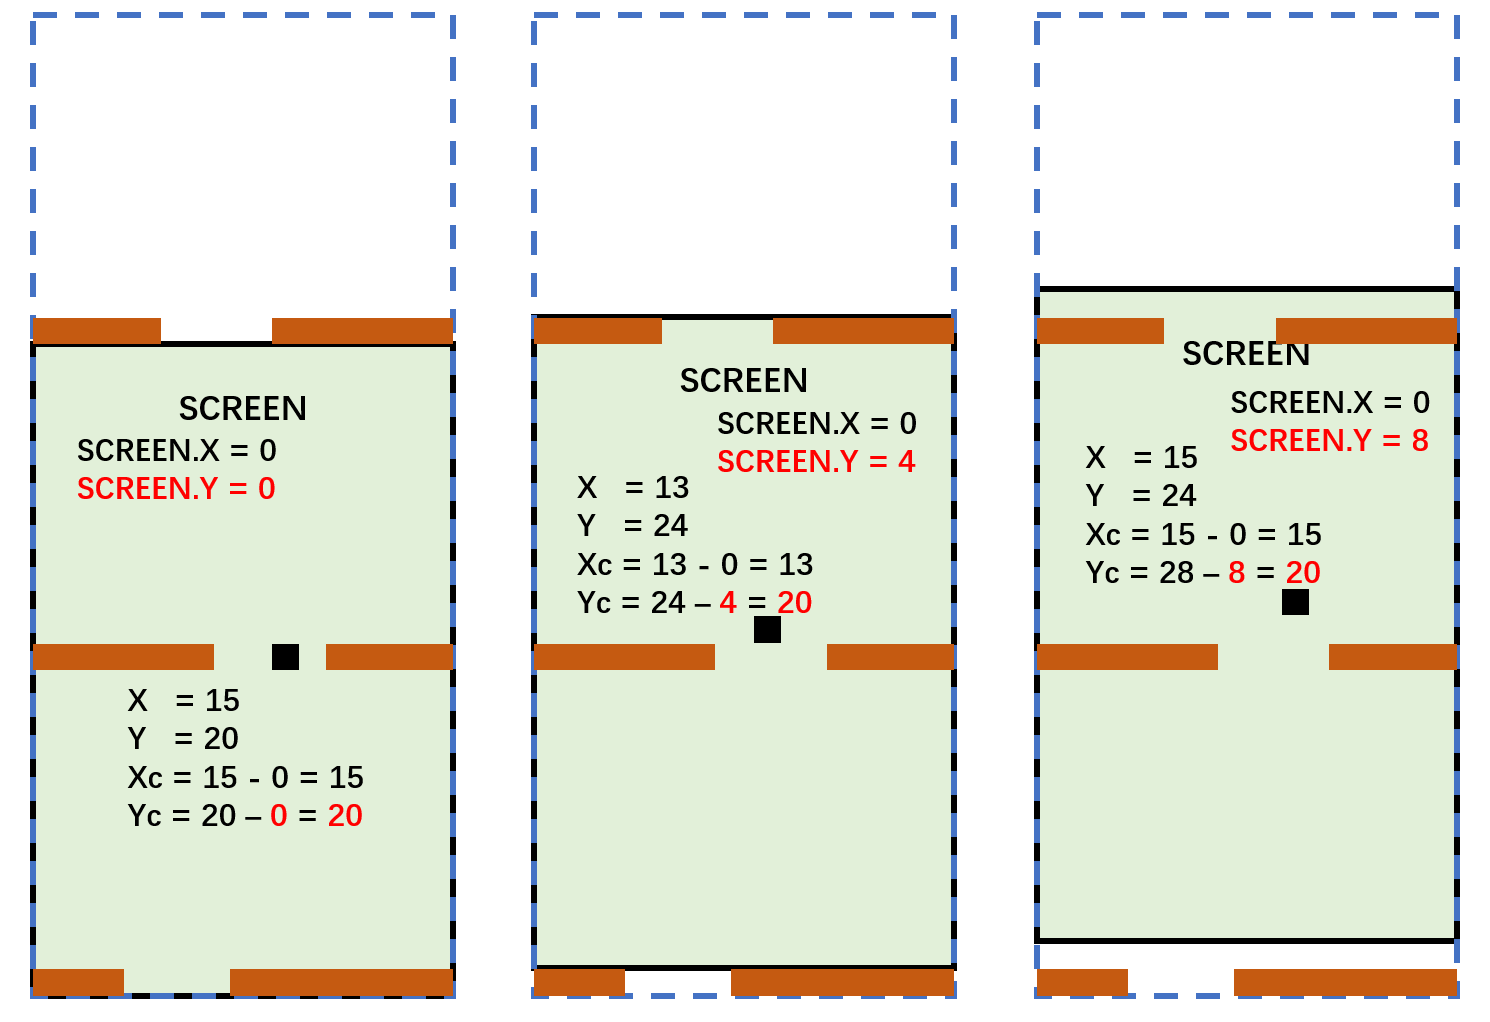 SCREEN
SCREEN.X = 0
SCREEN.Y = 0
X = 15
Y = 20
Xc = 15 - 0 = 15
Yc = 20 – 0 = 20
SCREEN
SCREEN.X = 0
SCREEN.Y = 4
X = 13
Y = 24
Xc = 13 - 0 = 13
Yc = 24 – 4 = 20
SCREEN
SCREEN.X = 0
SCREEN.Y = 8
X = 15
Y = 24
Xc = 15 - 0 = 15
Yc = 28 – 8 = 20